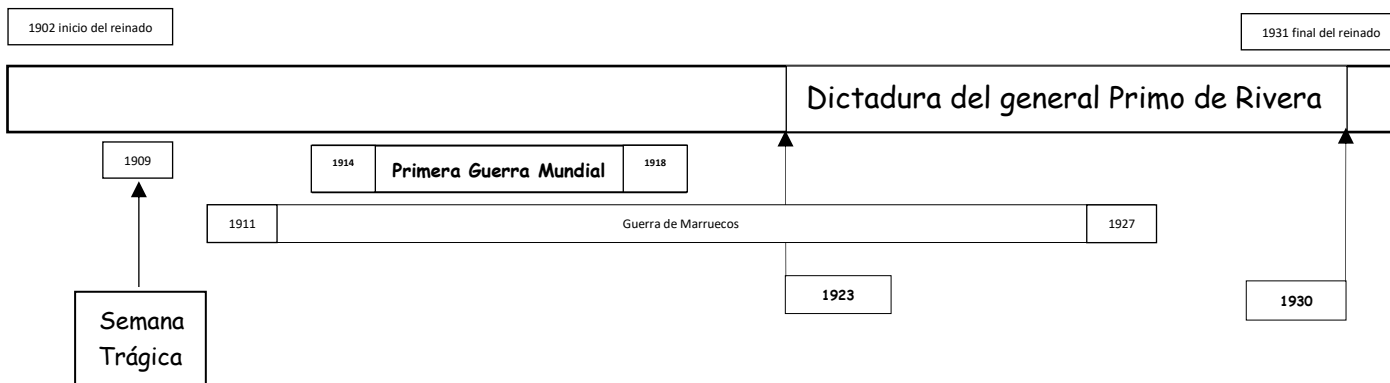 1902 inicio del reinado
1931 final del reinado
Dictadura del general Primo de Rivera
1909
1914
Primera Guerra Mundial
1918
1911
Guerra de Marruecos
1927
1923
1930
Semana
Trágica